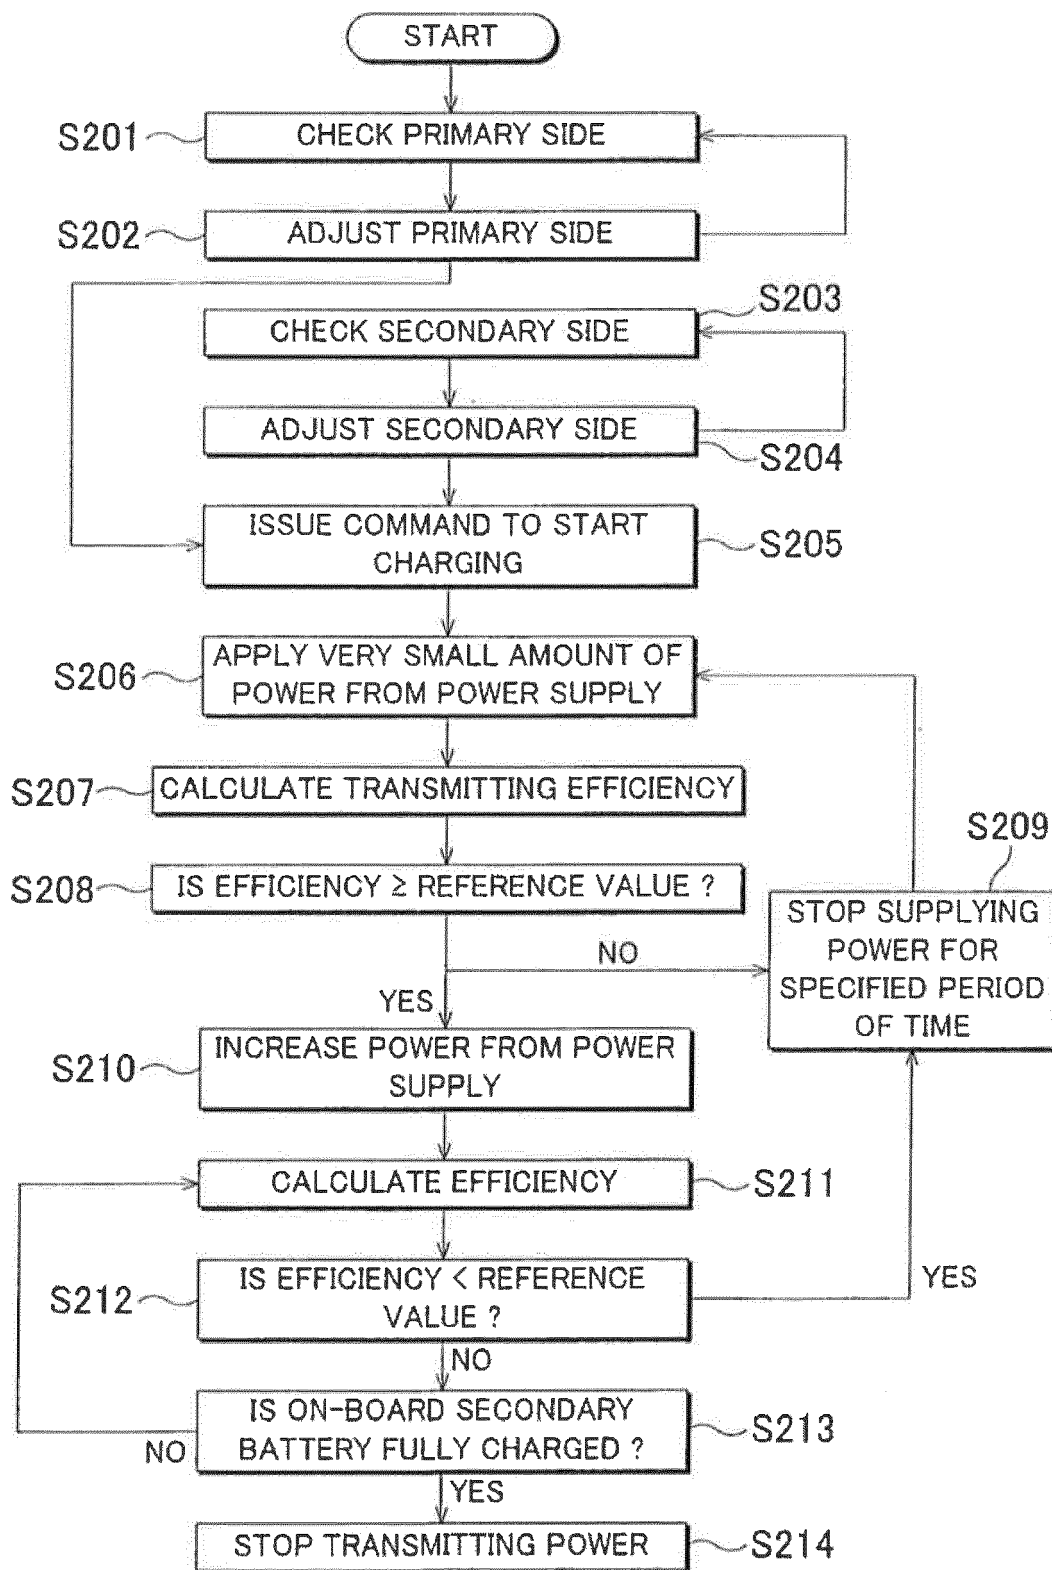 START
S201
CHECK PRIMARY SIDE
S202
ADJUST PRIMARY SIDE
S203
CHECK SECONDARY SIDE
ADJUST SECONDARY SIDE
S204
ISSUE COMMAND TO START
CHARGING
S205
S206
APPLY VERY SMALL AMOUNT OF
POWER FROM POWER SUPPLY
S207
CALCULATE TRANSMITTING EFFICIENCY
S208
IS EFFICIENCY ≥ REFERENCE VALUE ?
S209
STOP SUPPLYING
POWER FOR
SPECIFIED PERIOD
OF TIME
NO
YES
S210
INCREASE POWER FROM POWER
SUPPLY
CALCULATE EFFICIENCY
S211
S212
IS EFFICIENCY < REFERENCE
VALUE ?
YES
NO
IS ON-BOARD SECONDARY
BATTERY FULLY CHARGED ?
S213
NO
YES
STOP TRANSMITTING POWER
S214